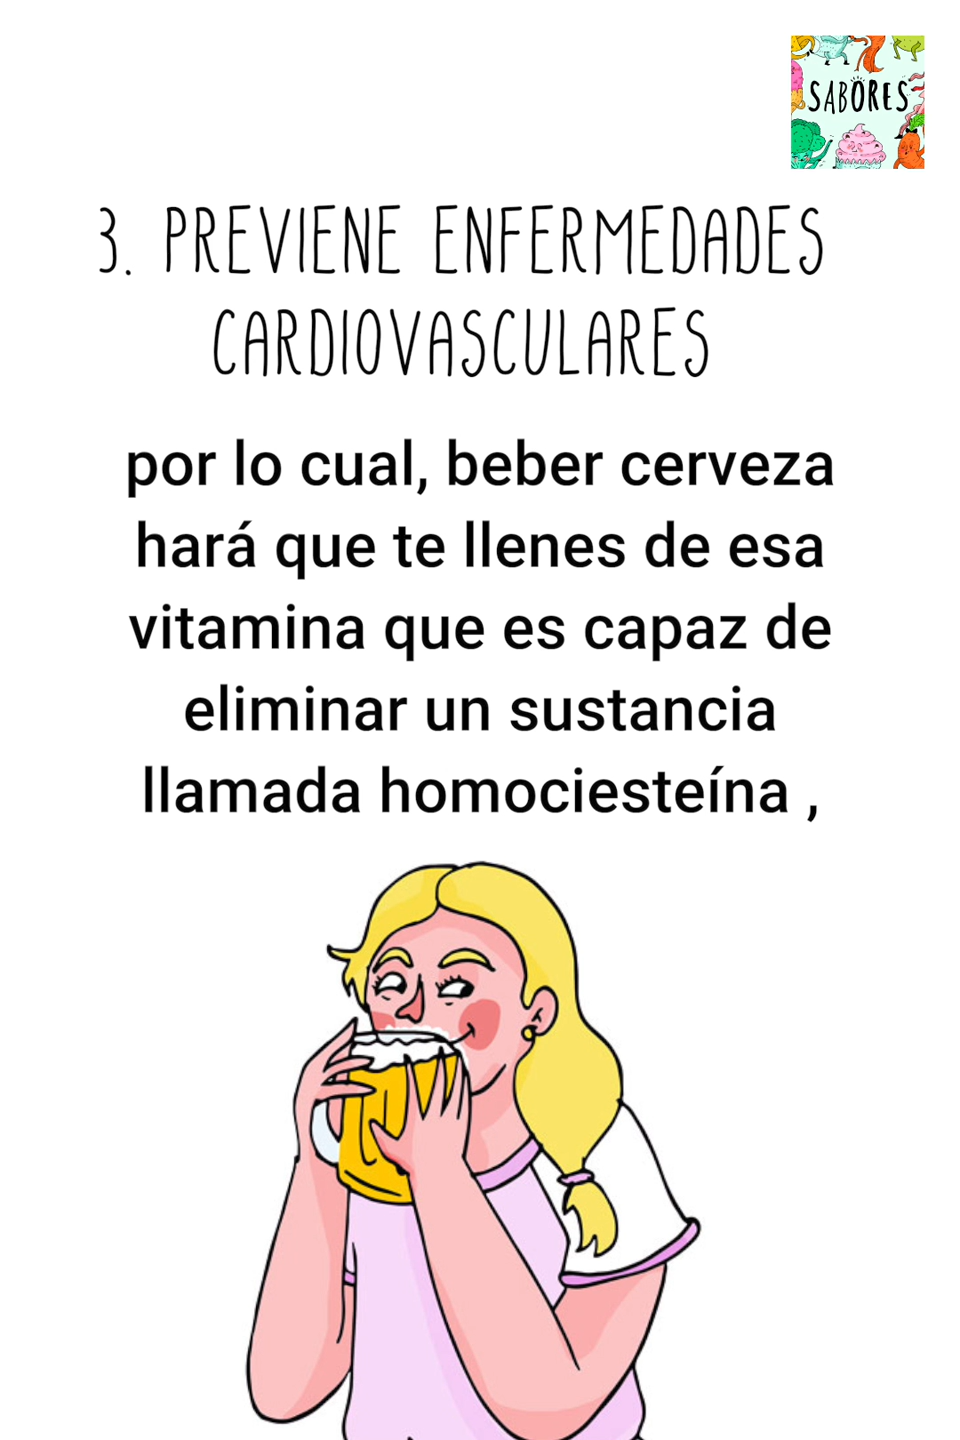 SABORES
3. PREVIENE ENFERMEDADES
CARDIOVASCULARES
por lo cual, beber cerveza
hará que te llenes de esa
vitamina que es capaz de
eliminar un sustancia
llamada homociesteína ,